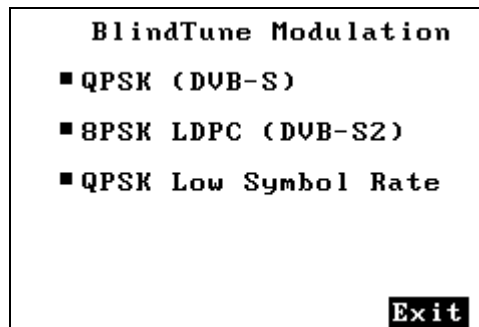 BlindTune Modulation
QPSK (DVB-S)
8PSK LDPC (DVB-S2)
QPSK Low Symbol Rate
Exit